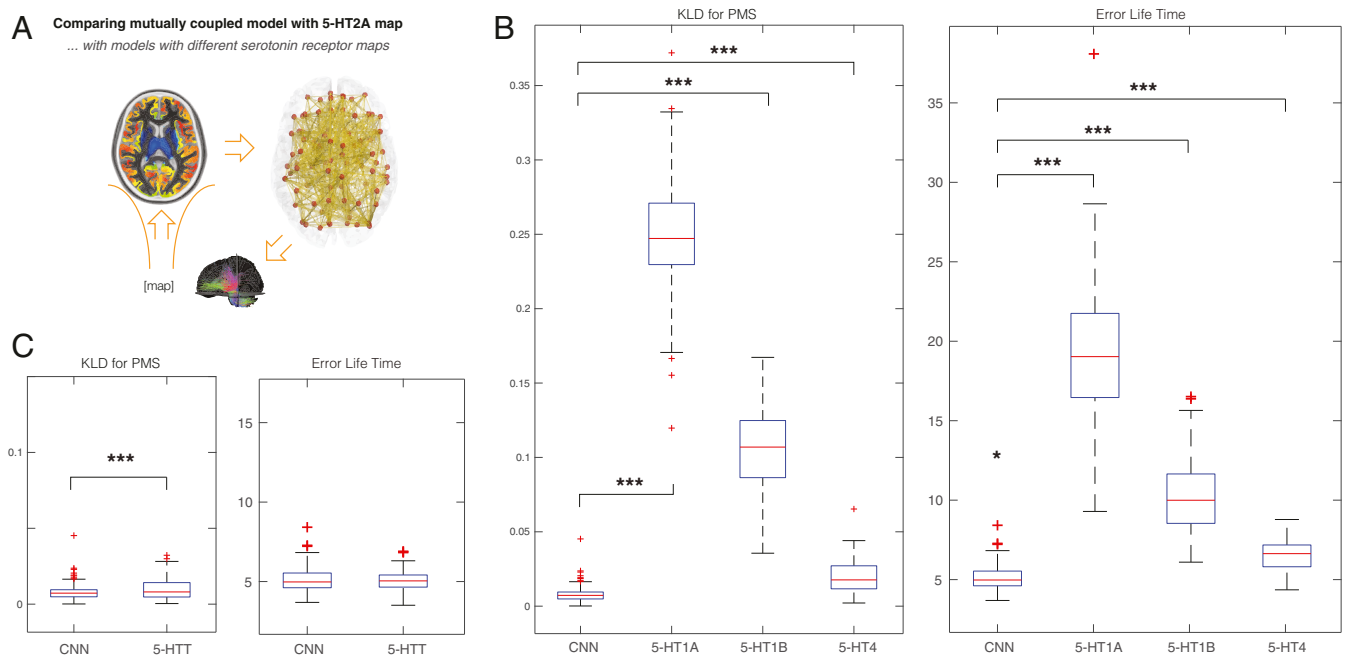 A
Comparing mutually coupled model with 5-HT2A map
... with models with different serotonin receptor maps
[map]
B
KLD for PMS
0.35
0.3
0.25
0.2
0.15
0.1
0.05
0
***
***
***
CNN 5-HT1A 5-HT1B 5-HT4
Error Life Time
35
30
25
20
15
10
5
***
***
***
*
CNN 5-HT1A 5-HT1B 5-HT4
C
KLD for PMS
0.1
0
***
CNN 5-HTT
Error Life Time
15
10
5
CNN 5-HTT